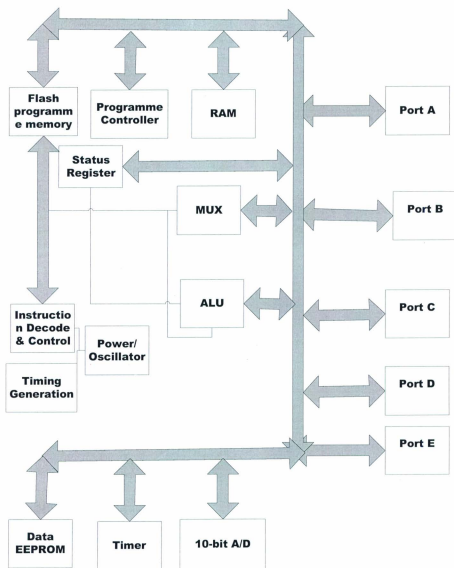 Flash
programm
e memory
Programme
Controller
RAM
Port A
Status
Register
MUX
Port B
ALU
Port C
Instructio
n Decode
& Control
Power/
Oscillator
Timing
Generation
Port D
Port E
Data
EEPROM
Timer
10-bit A/D